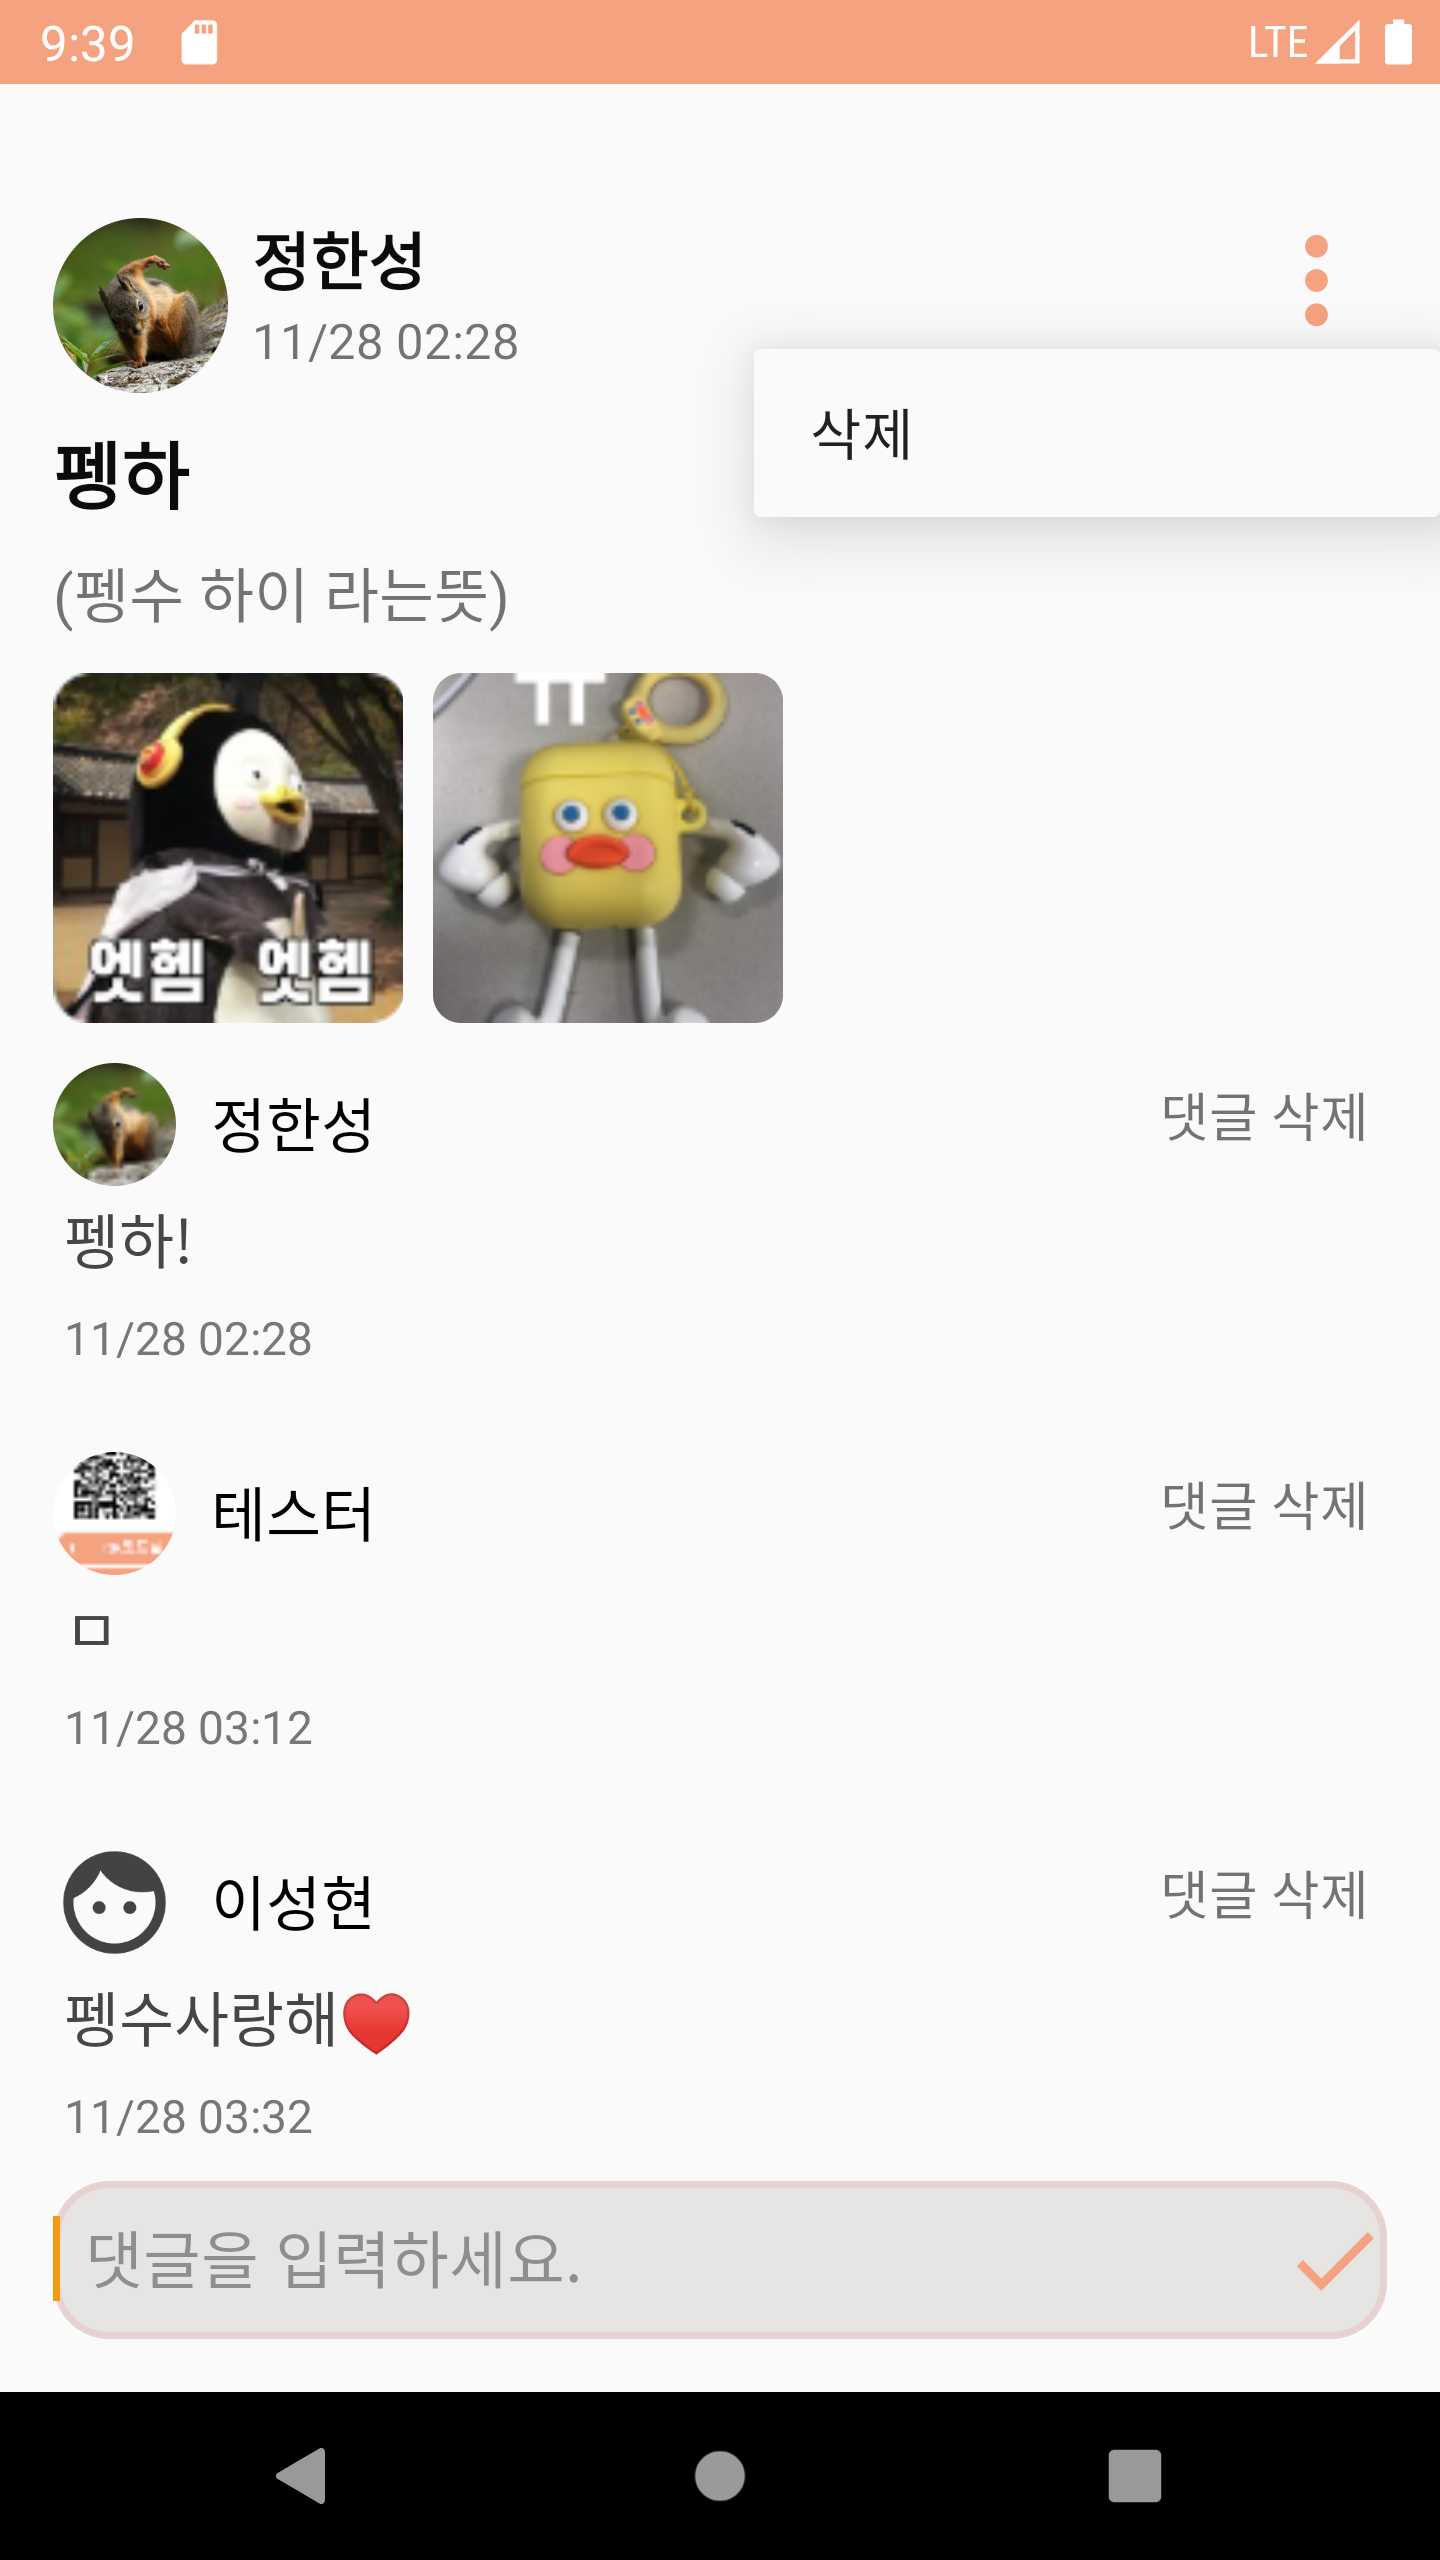 9:39
LTE
정한성
11/28 02:28
삭제
펭하
(펭수 하이 라는뜻)
ㅠ
엣헴 엣헴
정한성
댓글 삭제
펭하!
11/28 02:28
테스터
댓글 삭제
ㅁ
11/28 03:12
이성현
댓글 삭제
펭수사랑해❤️
11/28 03:32
댓글을 입력하세요.